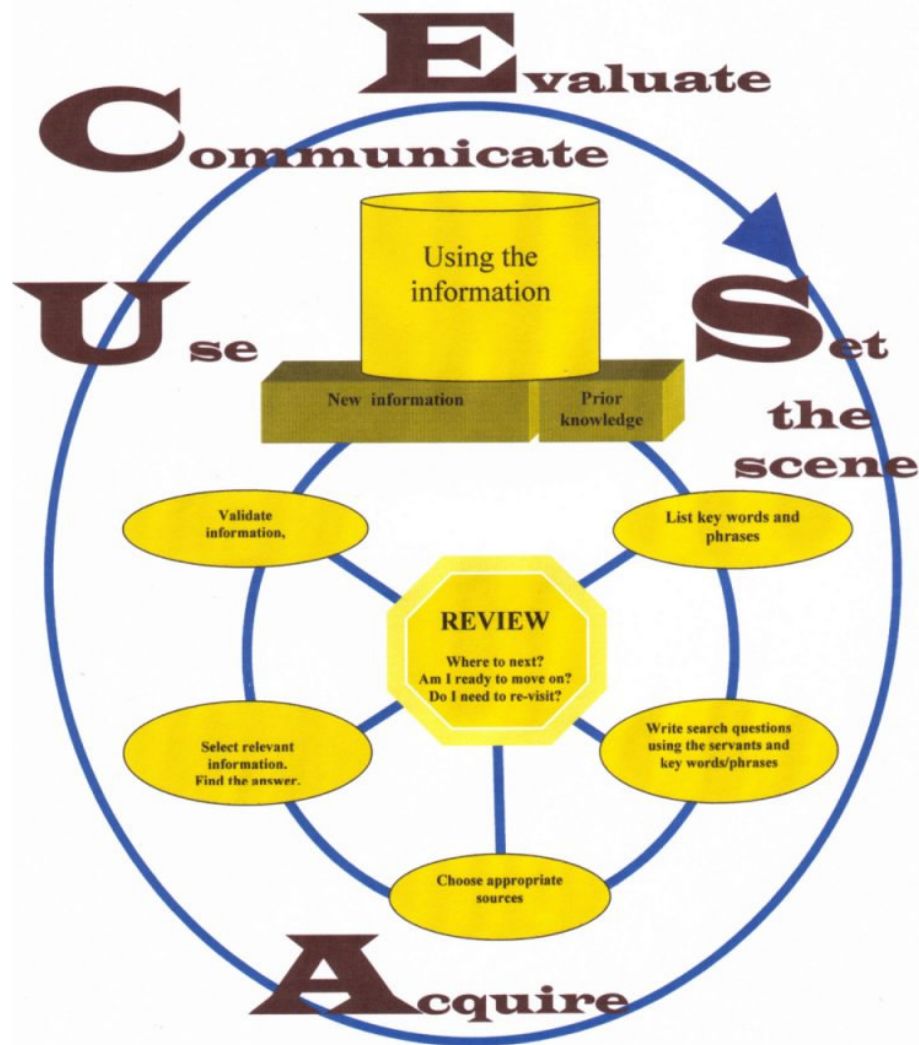 Evaluate
Communicate
Using the
information
Use
Set
the
scene
New information
Prior
knowledge
Validate
information,
List key words and
phrases
REVIEW
Where to next?
Am I ready to move on?
Do I need to re-visit?
Select relevant
information.
Find the answer.
Write search questions
using the servants and
key words/phrases
Choose appropriate
sources
Acquire